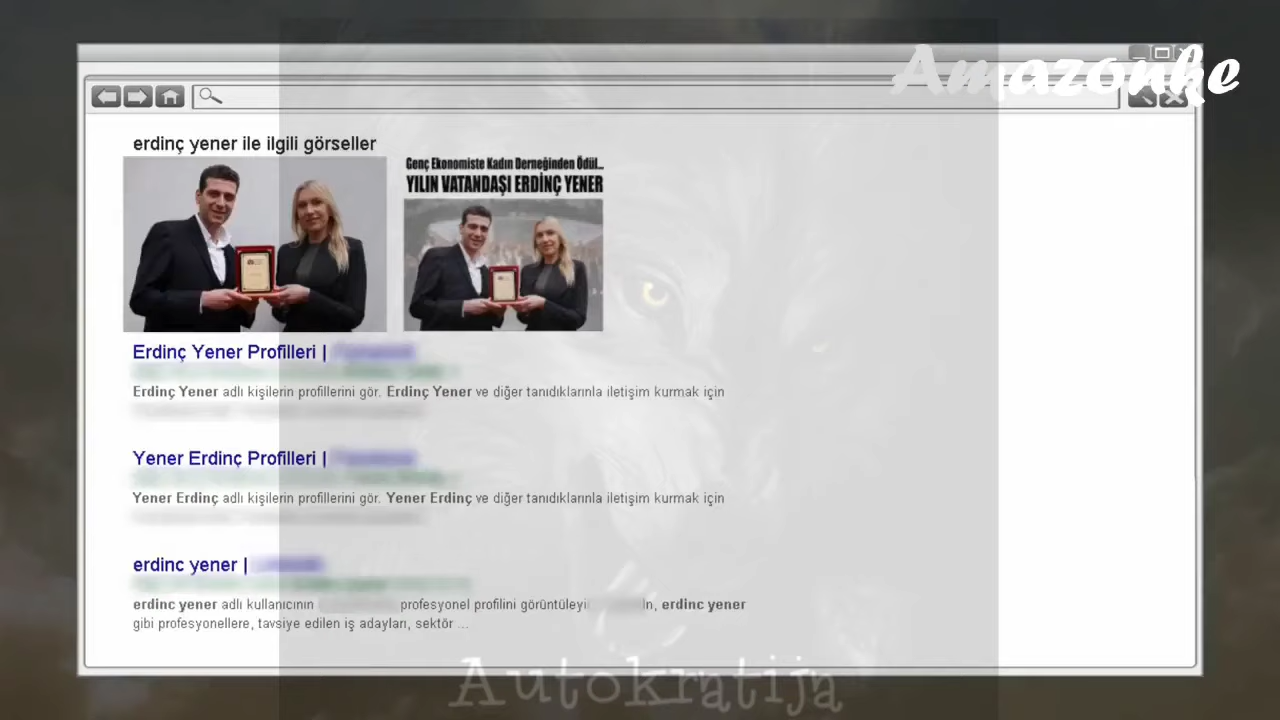 Amazonke
erdinç yener ile ilgili görseller
Genç Ekonomiste Kadın Derneğinden Ödül...
YILIN VATANDAŞI ERDİNÇ YENER
Erdinç Yener Profilleri |
Erdinç Yener adlı kişilerin profillerini gör. Erdinç Yener ve diğer tanıdıklarınla iletişim kurmak için
Yener Erdinç Profilleri |
Yener Erdinç adlı kişilerin profillerini gör. Yener Erdinç ve diğer tanıdıklarınla iletişim kurmak için
erdinc yener |
erdinc yener adlı kullanıcının profesyonel profilini görüntüleyi n, erdinc yener
gibi profesyonellere, tavsiye edilen iş adayları, sektör ...
Autokratija